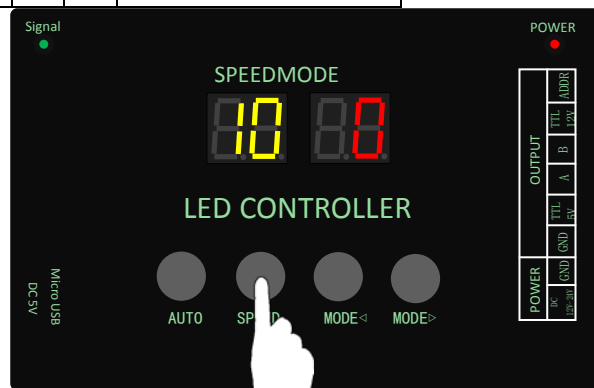 Signal
POWER
SPEEDMODE
10 0
LED CONTROLLER
AUTO
MODE◁
MODE▷
Micro USB
DC 5V
OUTPUT
ADDR
TTL 12V
B
A
TTL 5V
GND
POWER
GND
DC 12V-24V